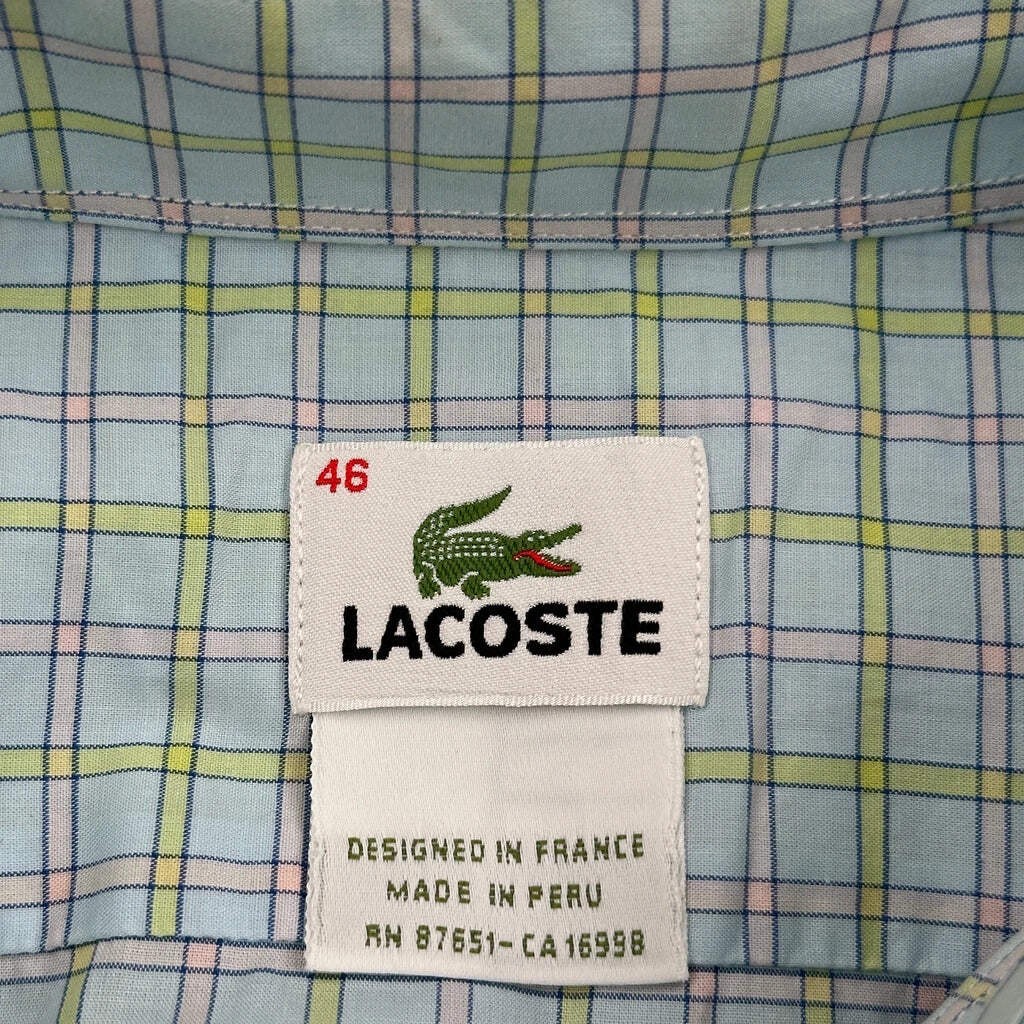 46
LACOSTE
DESIGNED IN FRANCE
MADE IN PERU
RN 87651-CA 16998